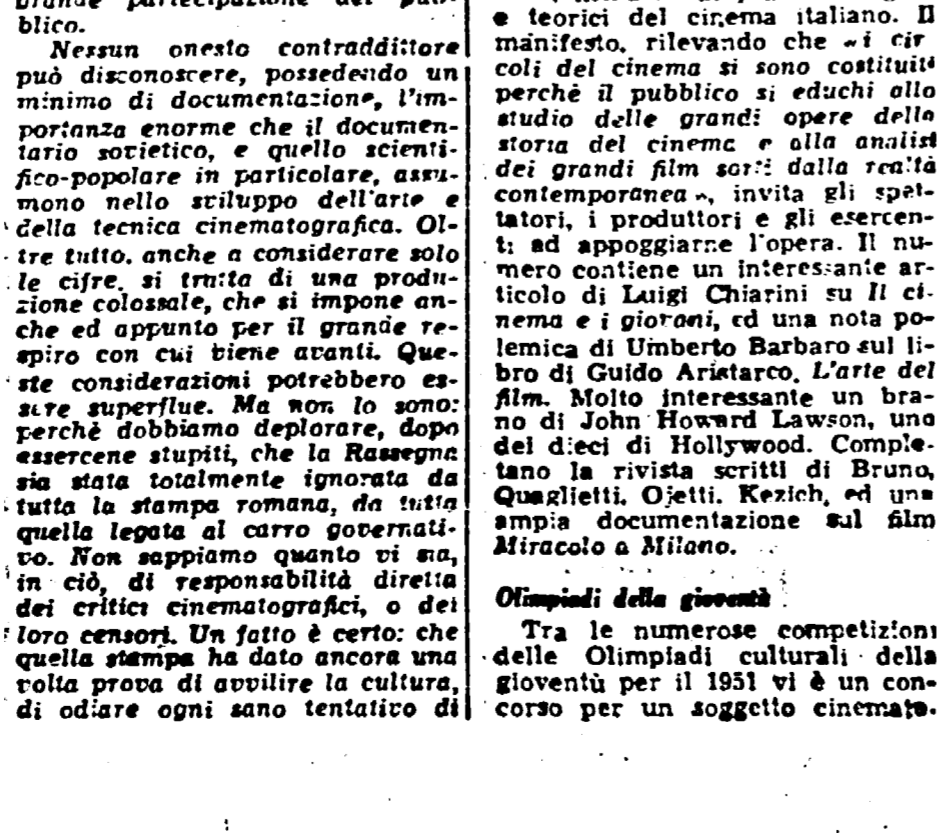 grande partecipazione del pub-
blico.
Nessun onesto contraddittore
può disconoscere, possedendo un
minimo di documentazione, l'im-
portanza enorme che il documen-
tario sovietico, e quello scienti-
fico-popolare in particolare, assu-
mono nello sviluppo dell'arte e
della tecnica cinematografica. Ol-
tre tutto, anche a considerare solo
le cifre, si tratta di una produ-
zione colossale, che si impone an-
che ed appunto per il grande re-
spiro con cui viene avanti. Que-
ste considerazioni potrebbero es-
sere superflue. Ma non lo sono:
perchè dobbiamo deplorare, dopo
essercene stupiti, che la Rassegna
sia stata totalmente ignorata da
tutta la stampa romana, da tutta
quella legata al carro governati-
vo. Non sappiamo quanto vi sia,
in ciò, di responsabilità diretta
dei critici cinematografici, o dei
loro censori. Un fatto è certo: che
quella stampa ha dato ancora una
volta prova di avvilire la cultura,
di odiare ogni sano tentativo di
e teorici del cinema italiano. Il
manifesto, rilevando che «i cir
coli del cinema si sono costituiti
perchè il pubblico si educhi allo
studio delle grandi opere della
storia del cinema e alla analisi
dei grandi film sorti dalla realtà
contemporanea», invita gli spet-
tatori, i produttori e gli esercen-
ti ad appoggiarne l'opera. Il nu-
mero contiene un interessante ar-
ticolo di Luigi Chiarini su Il ci-
nema e i giovani, ed una nota po-
lemica di Umberto Barbaro sul li-
bro di Guido Aristarco, L'arte del
film. Molto interessante un bra-
no di John Howard Lawson, uno
dei dieci di Hollywood. Comple-
tano la rivista scritti di Bruno,
Quaglietti, Ojetti, Kezich, ed una
ampia documentazione sul film
Miracolo a Milano.
Olimpiadi della gioventù
Tra le numerose competizioni
delle Olimpiadi culturali della
gioventù per il 1951 vi è un con-
corso per un soggetto cinemato-